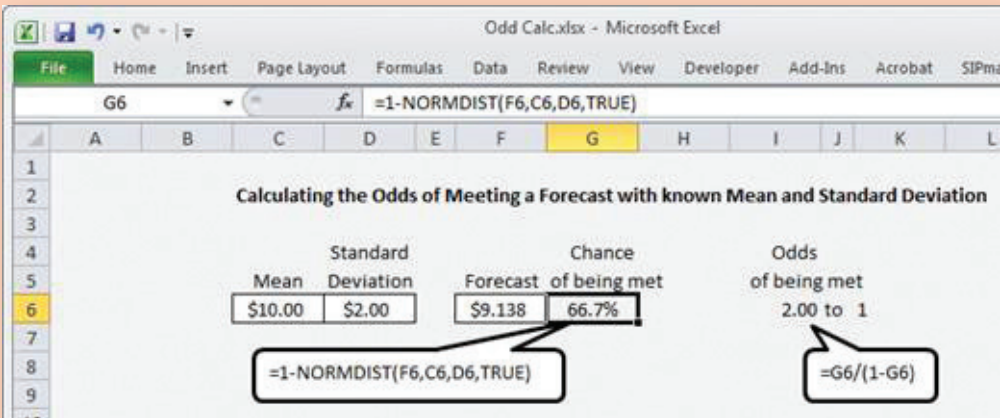 Odd Calc.xlsx - Microsoft Excel
File Home Insert Page Layout Formulas Data Review View Developer Add-Ins Acrobat
G6 fx =1-NORMDIST(F6,C6,D6,TRUE)
A B C D E F G H I J K L
1
2 Calculating the Odds of Meeting a Forecast with known Mean and Standard Deviation
3
4 Standard Chance Odds
5 Mean Deviation Forecast of being met of being met
6 $10.00 $2.00 $9.138 66.7% 2.00 to 1
7
8 =1-NORMDIST(F6,C6,D6,TRUE) =G6/(1-G6)
9